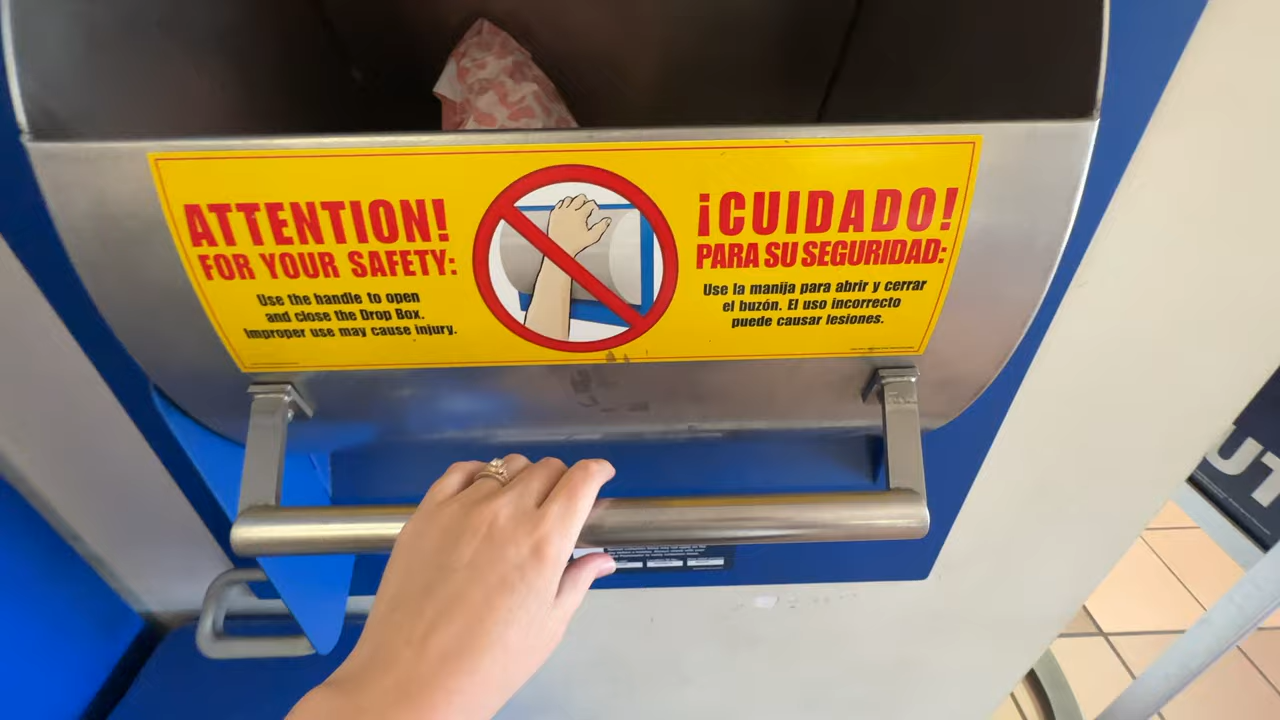 ATTENTION!
FOR YOUR SAFETY:
Use the handle to open
and close the Drop Box.
Improper use may cause injury.
¡CUIDADO!
PARA SU SEGURIDAD:
Use la manija para abrir y cerrar
el buzón. El uso incorrecto
puede causar lesiones.
UT